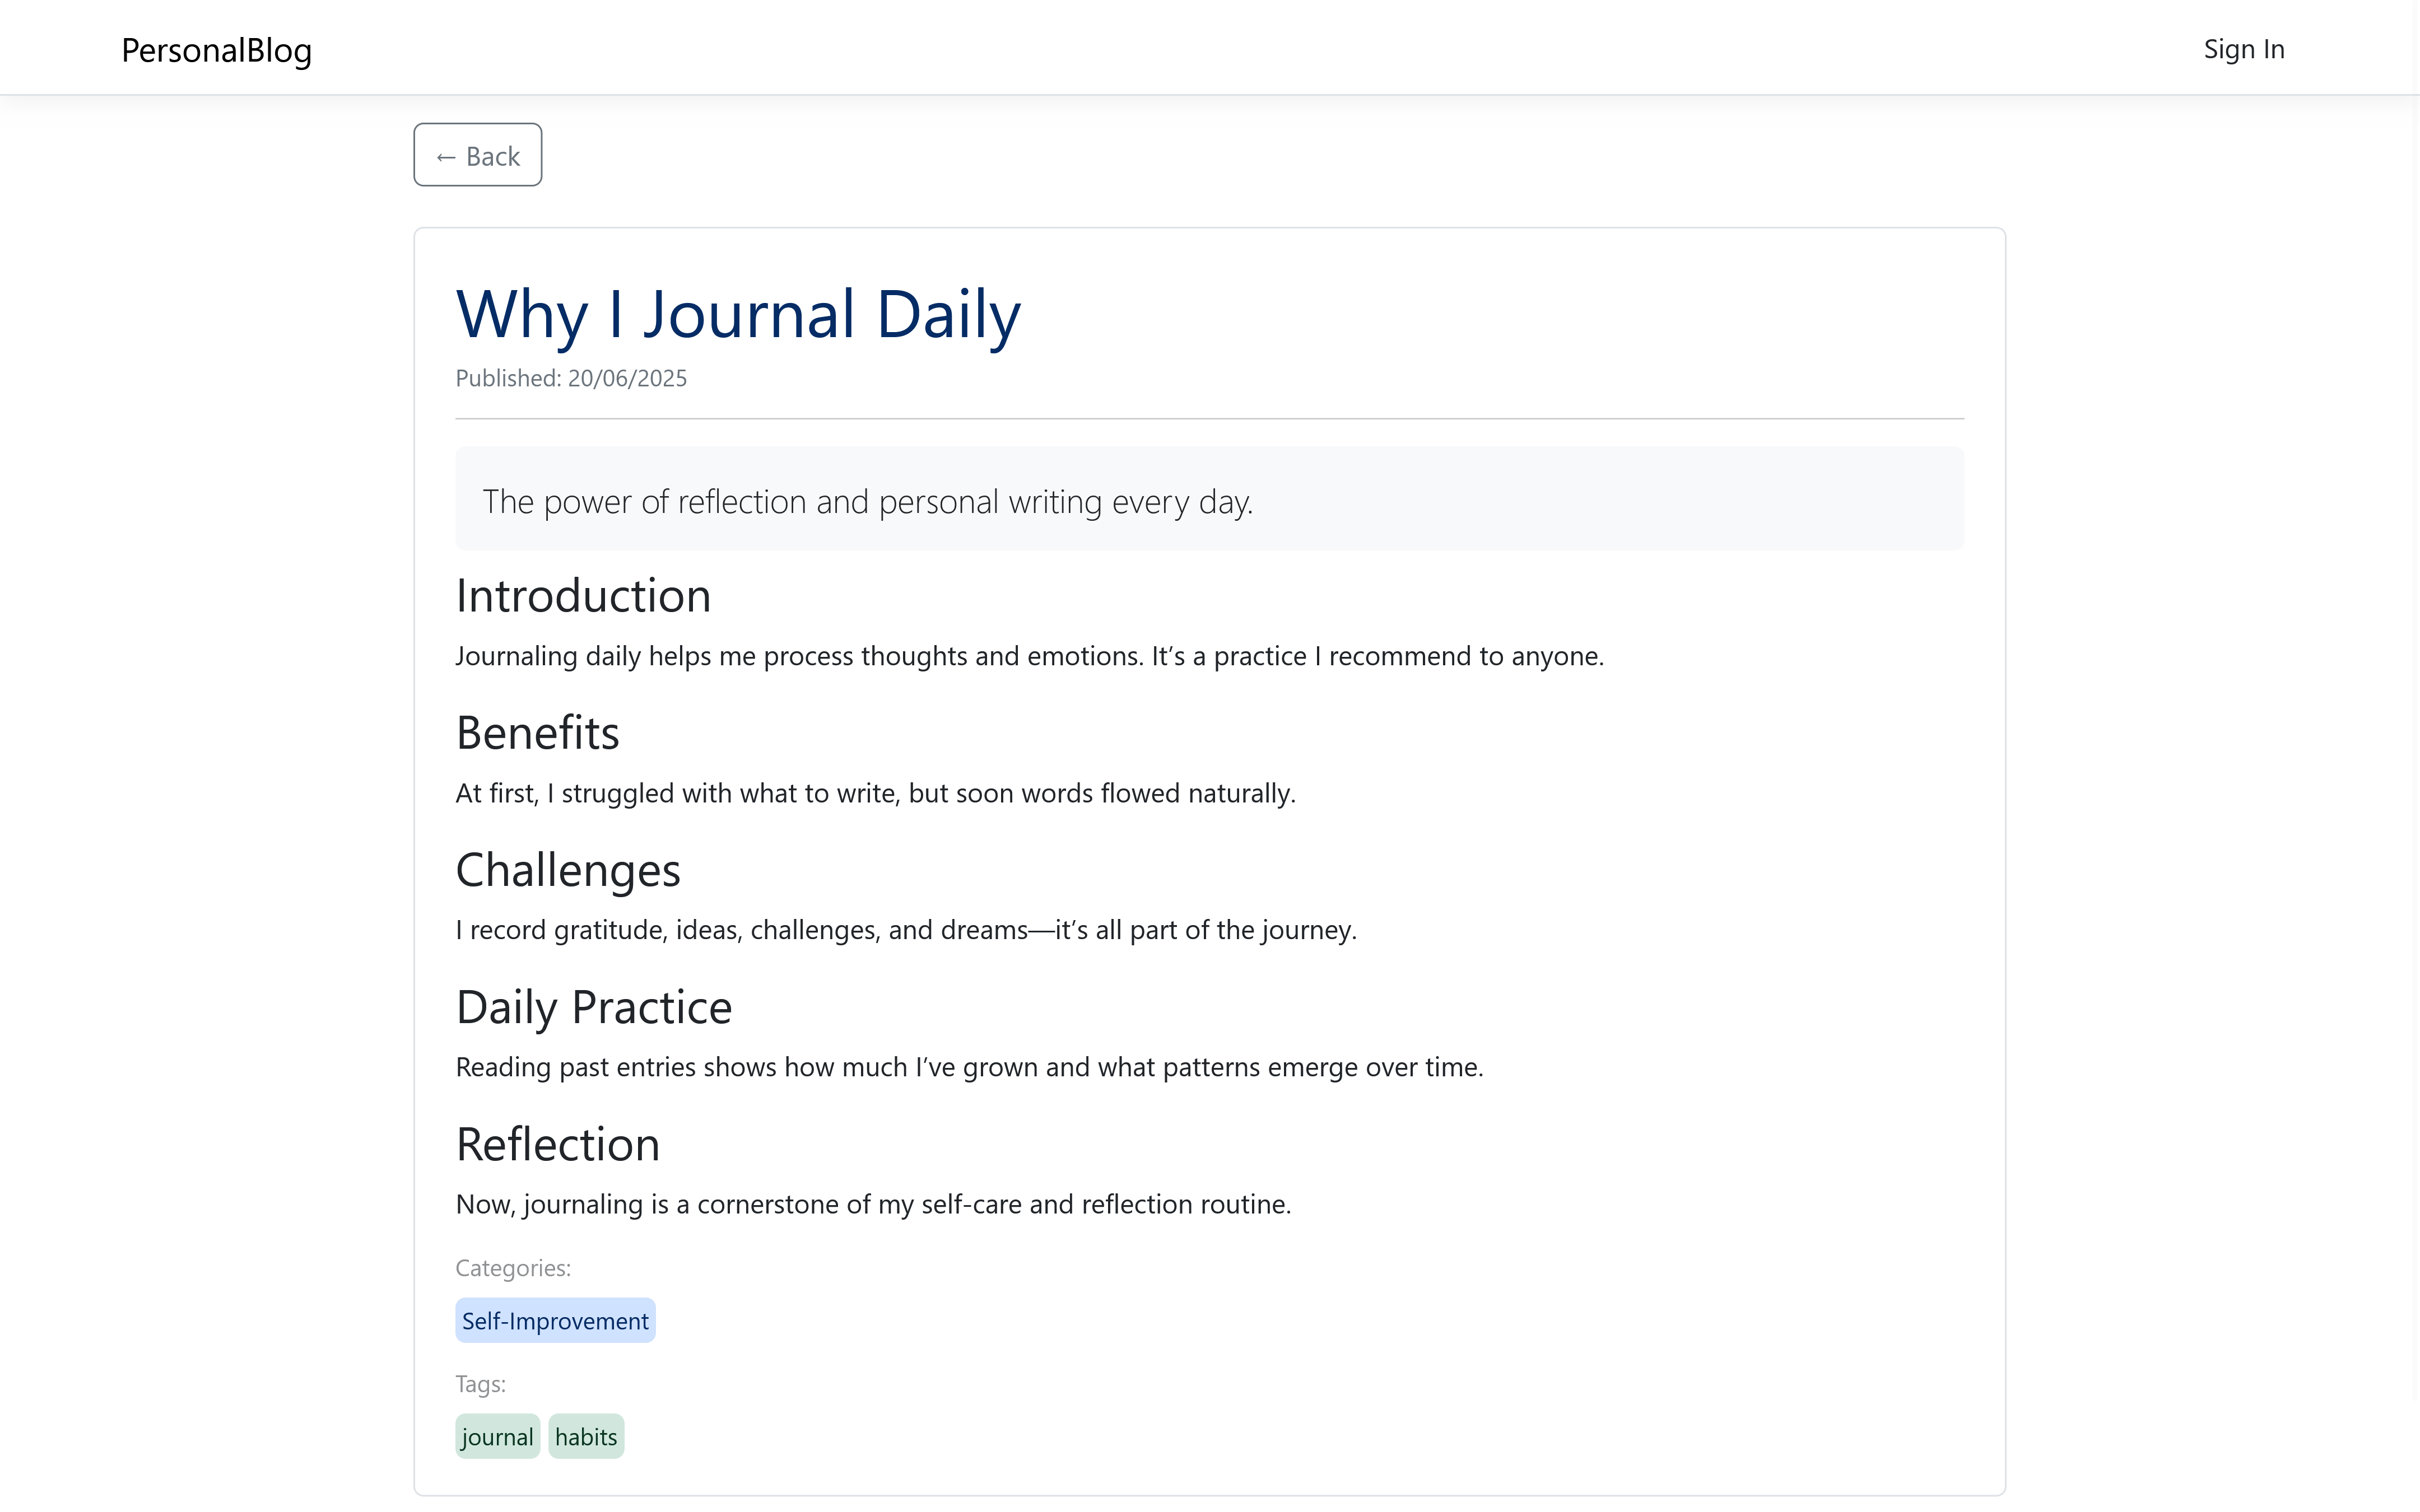 PersonalBlog
Sign In
← Back
Why I Journal Daily
Published: 20/06/2025
The power of reflection and personal writing every day.
Introduction
Journaling daily helps me process thoughts and emotions. It’s a practice I recommend to anyone.
Benefits
At first, I struggled with what to write, but soon words flowed naturally.
Challenges
I record gratitude, ideas, challenges, and dreams—it’s all part of the journey.
Daily Practice
Reading past entries shows how much I’ve grown and what patterns emerge over time.
Reflection
Now, journaling is a cornerstone of my self-care and reflection routine.
Categories:
Self-Improvement
Tags:
journal habits